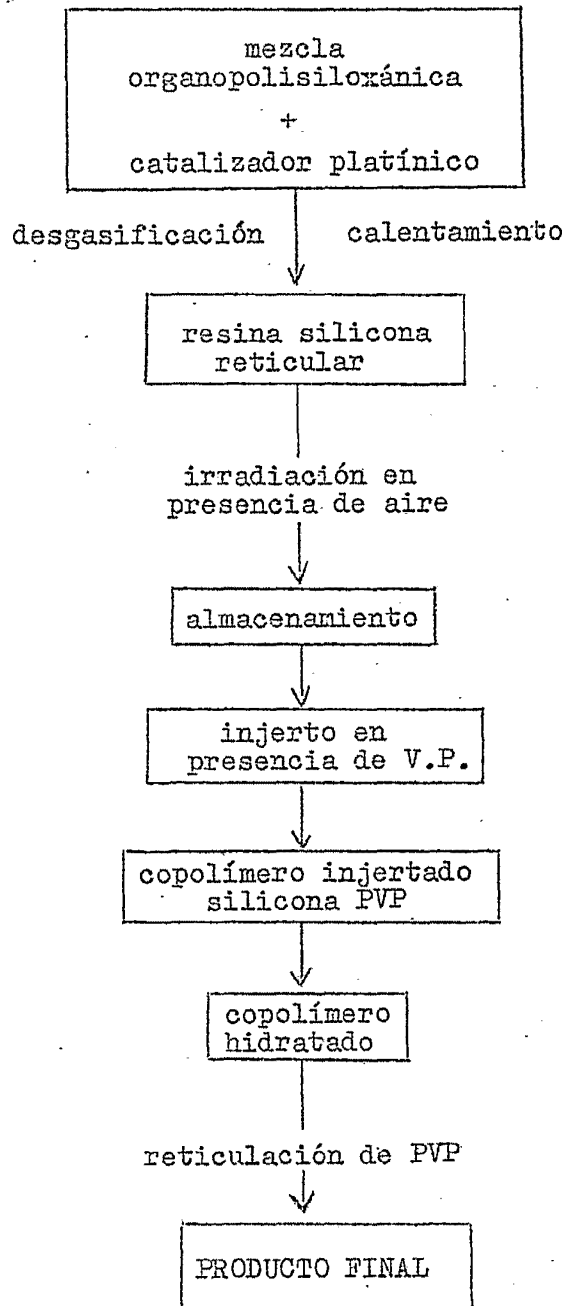 mezcla
organopolisiloxánica
+
catalizador platínico
desgasificación calentamiento
resina silicona
reticular
irradiación en
presencia de aire
almacenamiento
injerto en
presencia de V.P.
copolímero injertado
silicona PVP
copolímero
hidratado
reticulación de PVP
PRODUCTO FINAL